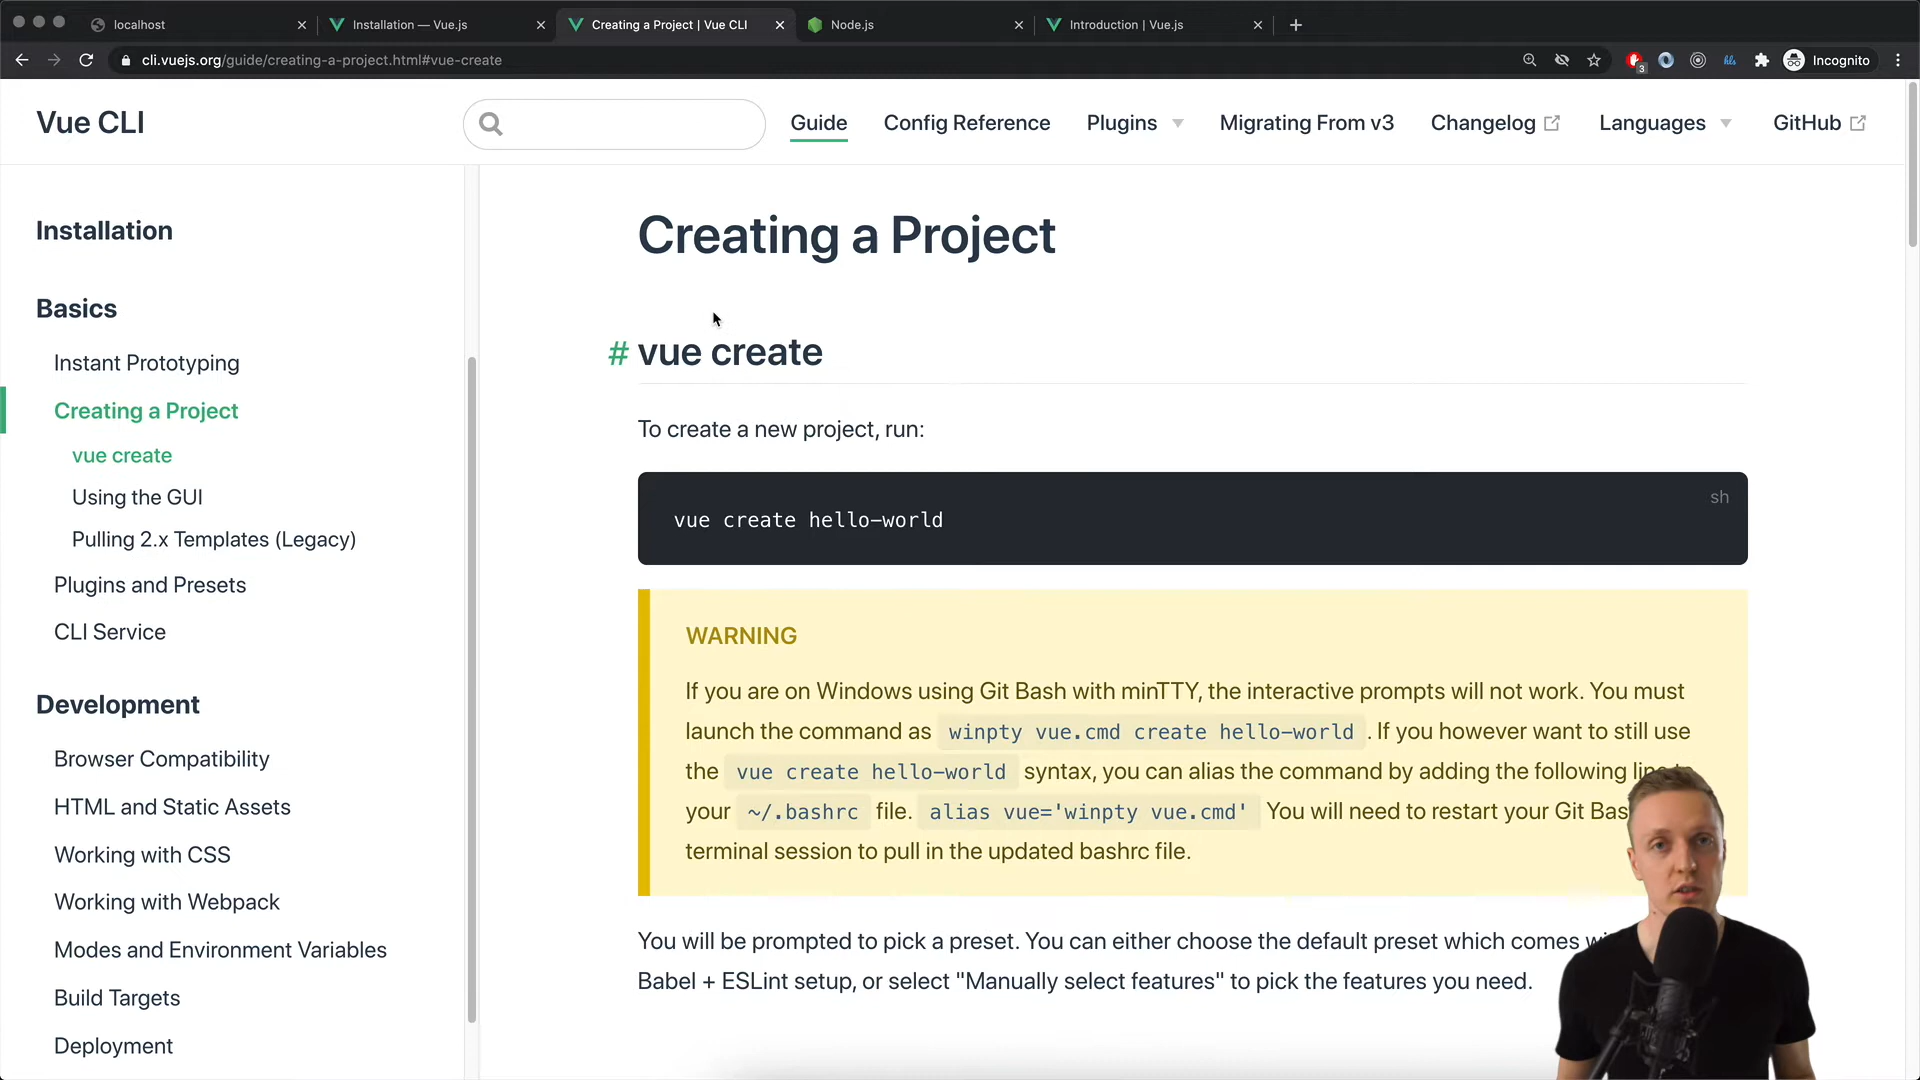 localhost
Installation — Vue.js
Creating a Project | Vue CLI
Node.js
Introduction | Vue.js
cli.vuejs.org/guide/creating-a-project.html#vue-create
3
hls
Incognito
Vue CLI
Guide
Config Reference
Plugins
Migrating From v3
Changelog
Languages
GitHub
Installation
Basics
Instant Prototyping
Creating a Project
vue create
Using the GUI
Pulling 2.x Templates (Legacy)
Plugins and Presets
CLI Service
Development
Browser Compatibility
HTML and Static Assets
Working with CSS
Working with Webpack
Modes and Environment Variables
Build Targets
Deployment
Creating a Project
# vue create
To create a new project, run:
sh
vue create hello-world
WARNING
If you are on Windows using Git Bash with minTTY, the interactive prompts will not work. You must
launch the command as winpty vue.cmd create hello-world . If you however want to still use
the vue create hello-world syntax, you can alias the command by adding the following
your ~/.bashrc file. alias vue='winpty vue.cmd' You will need to restart your Git
terminal session to pull in the updated bashrc file.
You will be prompted to pick a preset. You can either choose the default preset which comes
Babel + ESLint setup, or select "Manually select features" to pick the features you need.